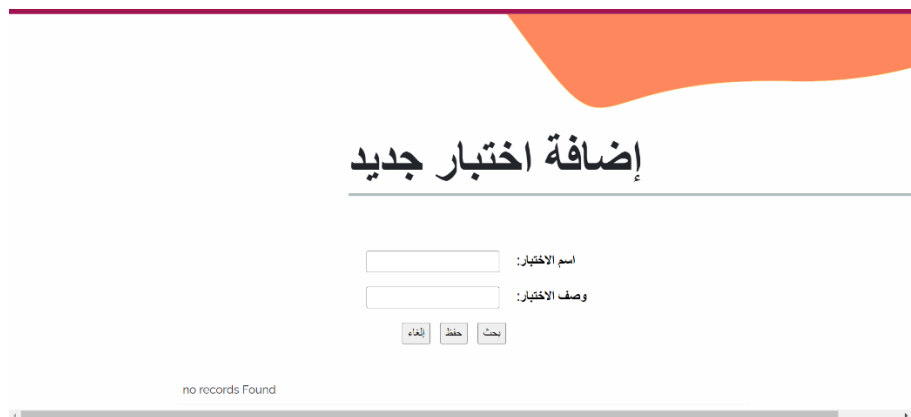 إضافة اختبار جديد
اسم الاختبار:
وصف الاختبار:
بحث حفظ إلغاء
no records Found